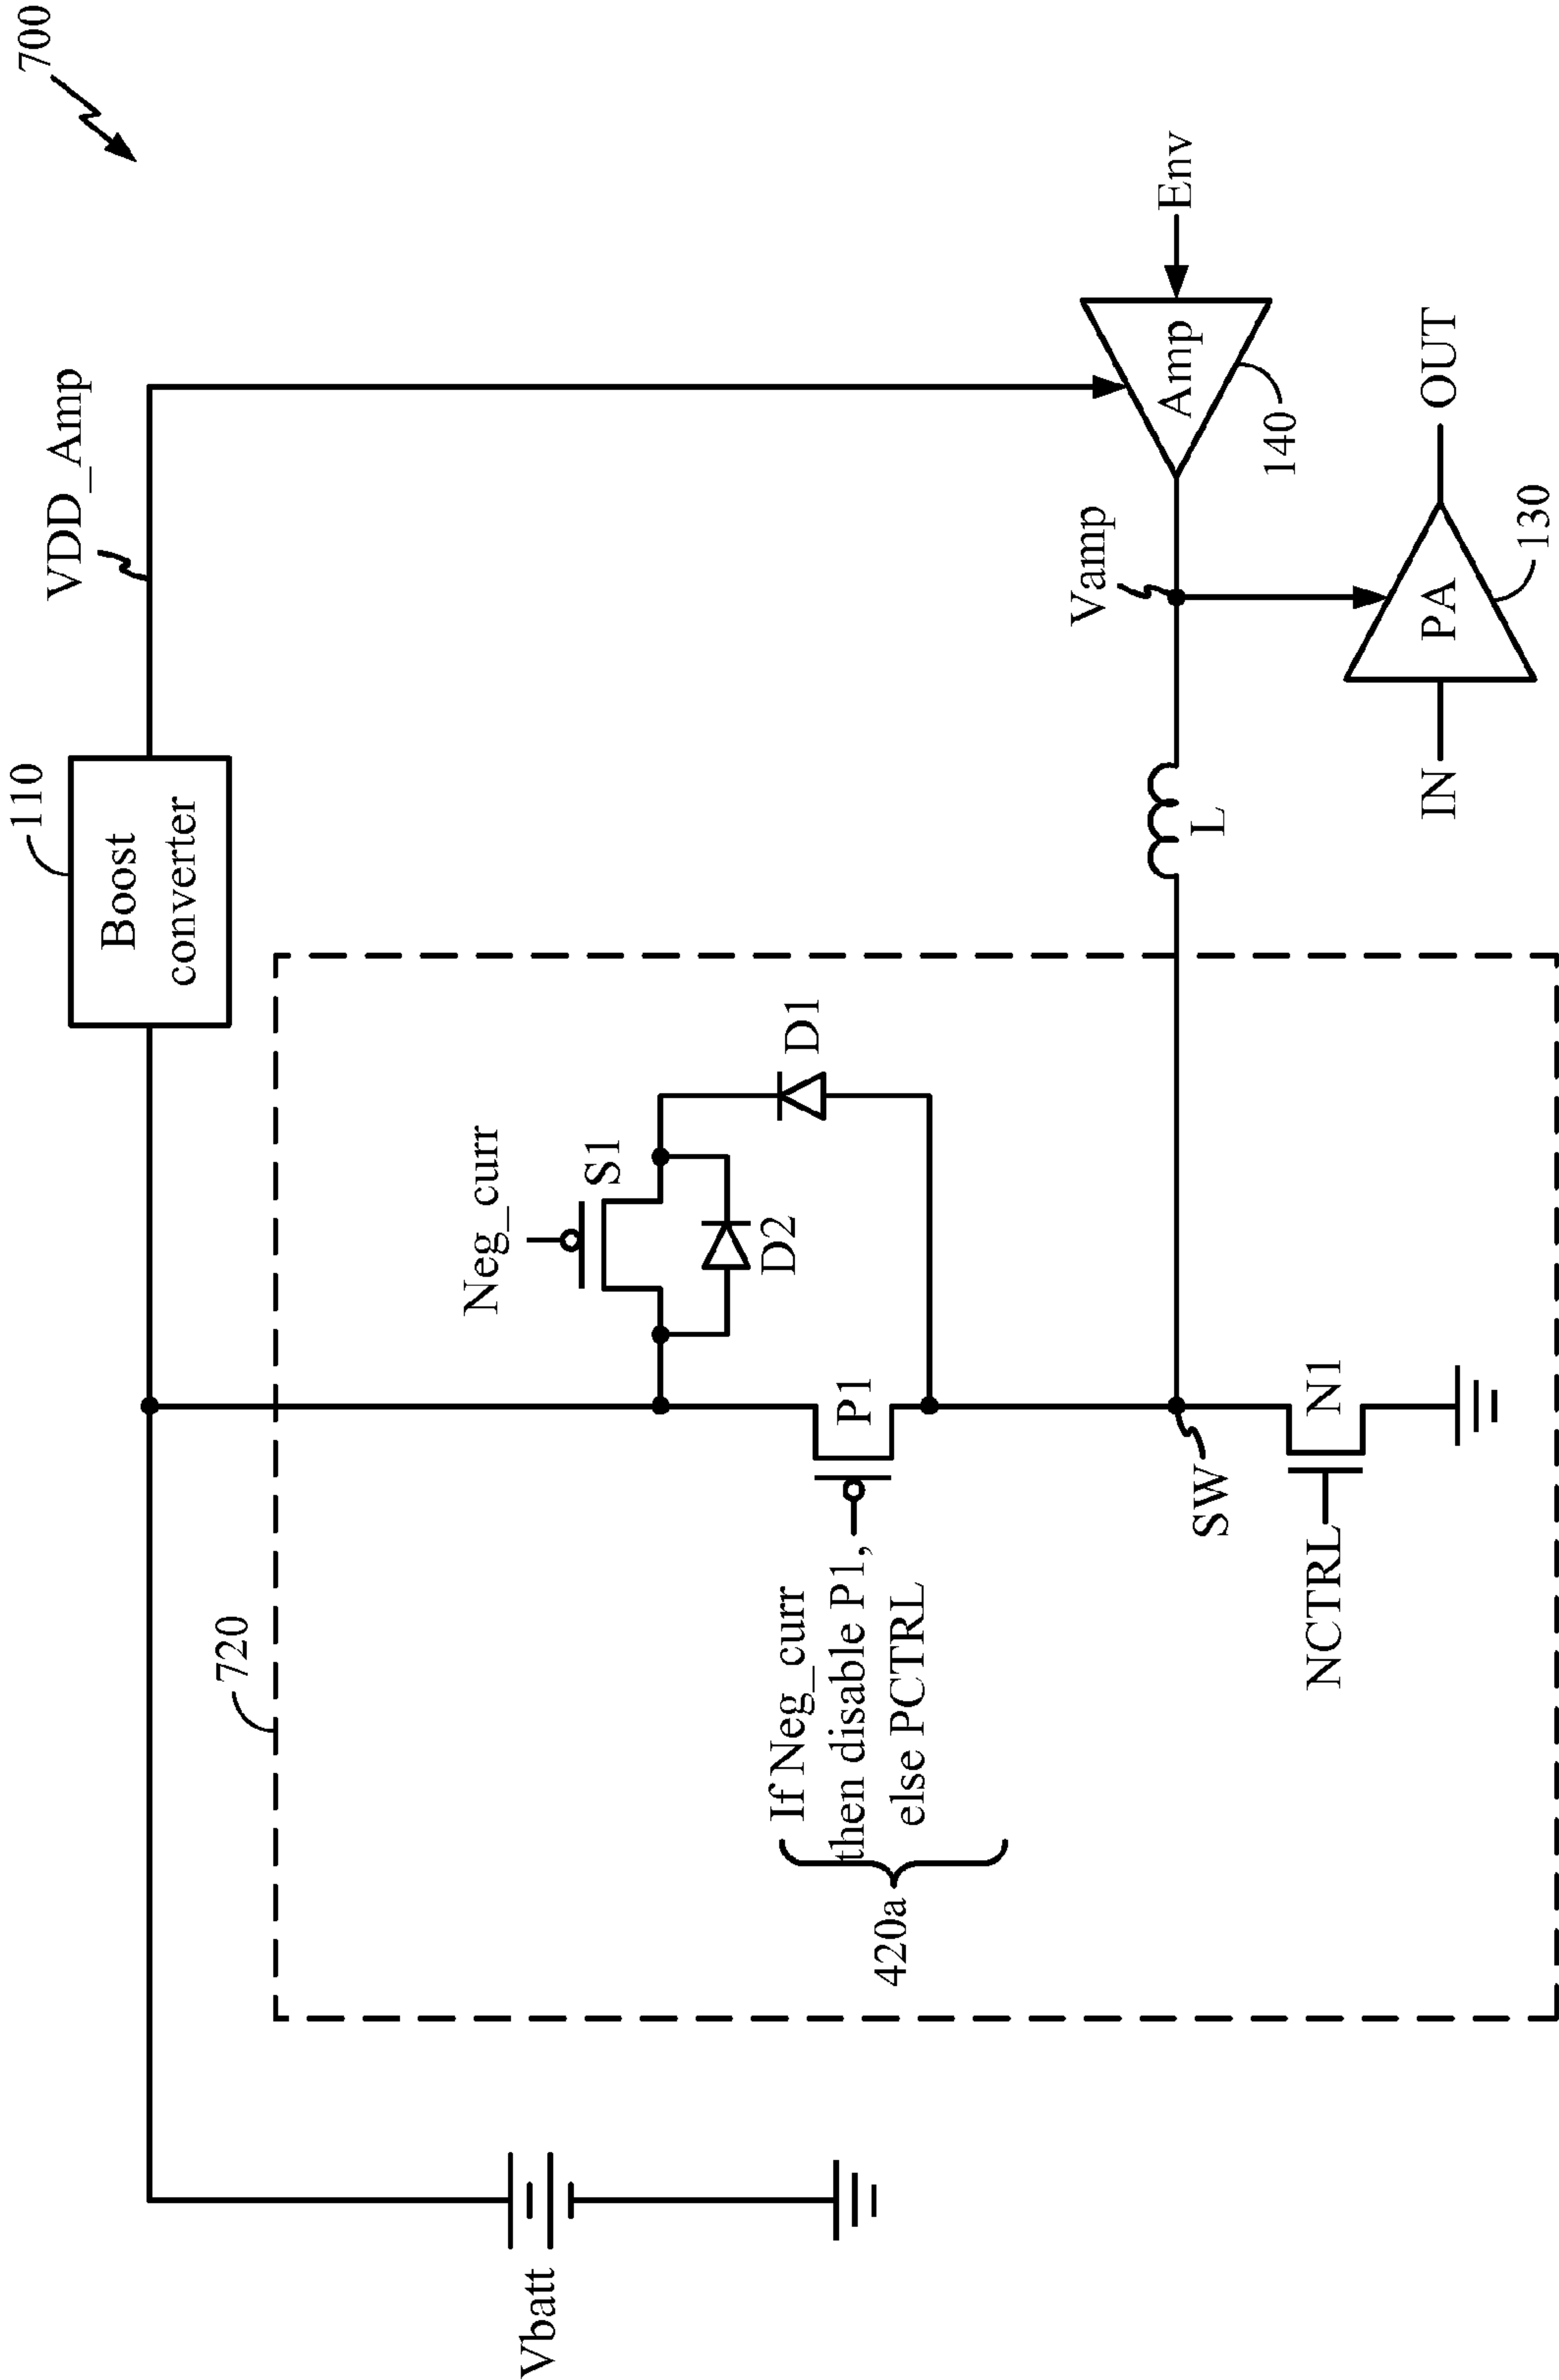 700
110
VDD_Amp
Boost
converter
720
Neg_curr
S1
D2
D1
Vbatt
If Neg_curr
then disable P1,
else PCTRL
420a
P1
Vamp
Amp
Env
140
SW
L
NCTRL
N1
IN
PA
OUT
130